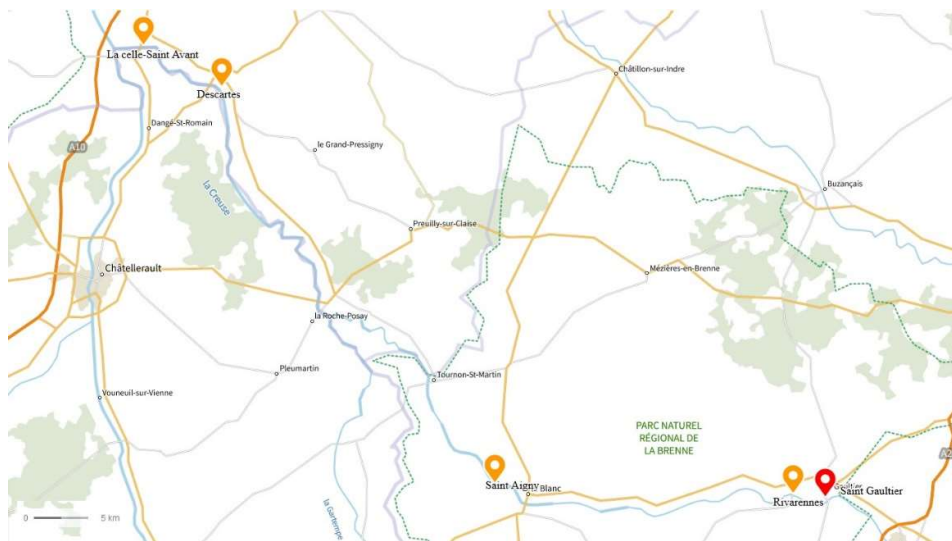 La celle-Saint Avant
Descartes
Châtillon-sur-Indre
Dangé-St-Romain
A10
le Grand-Pressigny
la Creuse
Buzançais
Preuilly-sur-Claise
Châtellerault
Mézières-en-Brenne
la Roche-Posay
Pleumartin
Tournon-St-Martin
Vouneuil-sur-Vienne
PARC NATUREL
RÉGIONAL DE
LA BRENNE
Saint Aigny
Blanc
Saint Gaultier
Rivarennes
la Gartempe
0 5 km